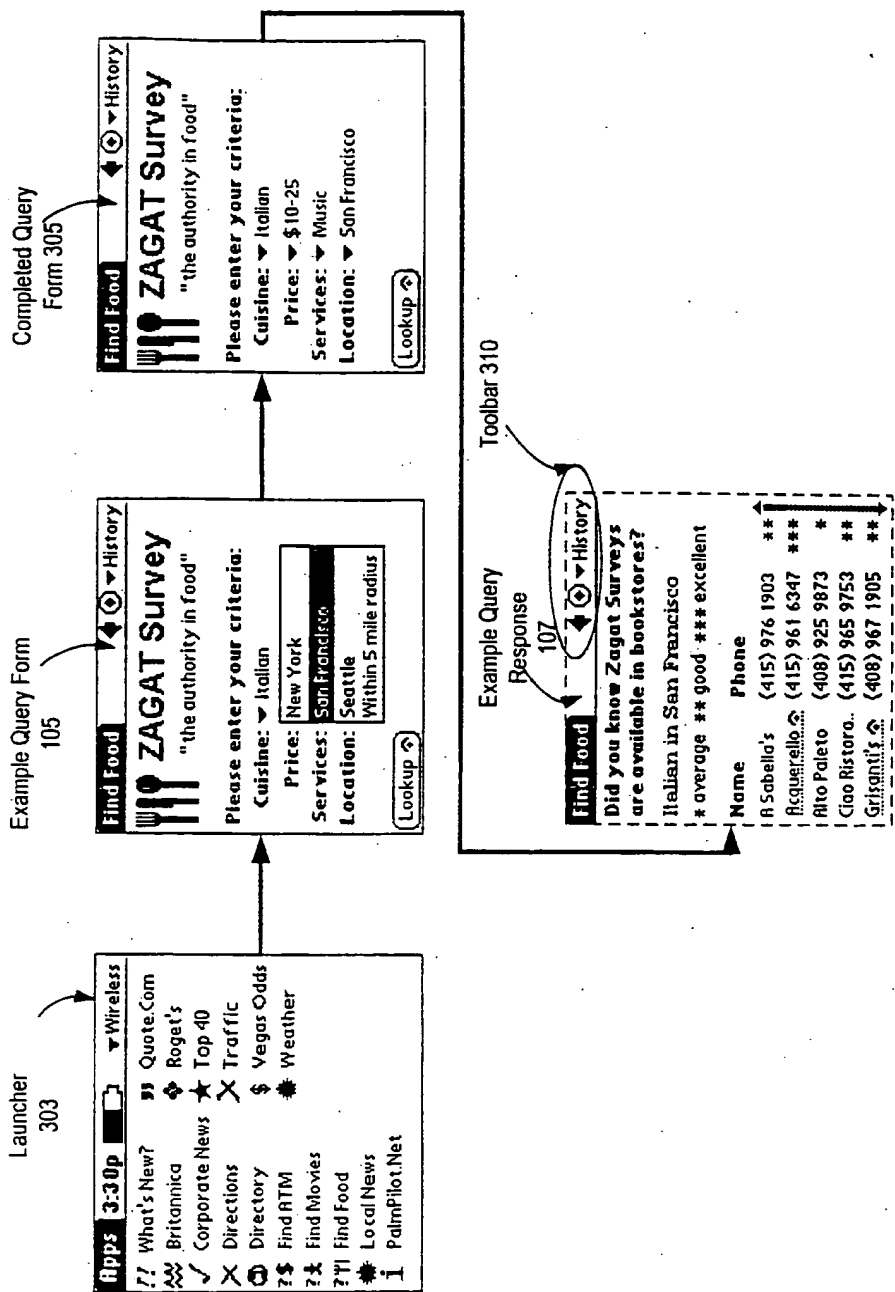 Launcher
303
Apps 3:30p Wireless
?? What's New?
Britannica
Corporate News
Directions
Directory
?$ Find ATM
? Find Movies
? Find Food
Local News
i PalmPilot.Net
Quote.Com
Roget's
Top 40
Traffic
$ Vegas Odds
Weather
Example Query Form
105
Find Food History
ZAGAT Survey
"the authority in food"
Please enter your criteria:
Cuisine: Italian
Price: New York
Services: San Francisco
Location: Seattle
Within 5 mile radius
Lookup
Completed Query
Form 305
Find Food History
ZAGAT Survey
"the authority in food"
Please enter your criteria:
Cuisine: Italian
Price: $10-25
Services: Music
Location: San Francisco
Lookup
Example Query
Response
107
Toolbar 310
Find Food History
Did you know Zagat Surveys
are available in bookstores?
Italian in San Francisco
* average ** good *** excellent
Name Phone
A Sabella's (415) 976 1903 **
Acquerello (415) 961 6347 ***
Alto Paleto (408) 925 9873 *
Ciao Ristora.. (415) 965 9753 **
Grisanti's (408) 967 1905 **